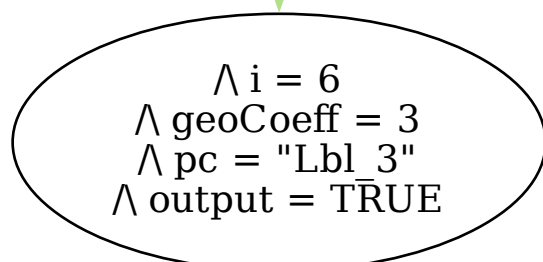 /\ i = 6
/\ geoCoeff = 3
/\ pc = "Lbl_3"
/\ output = TRUE